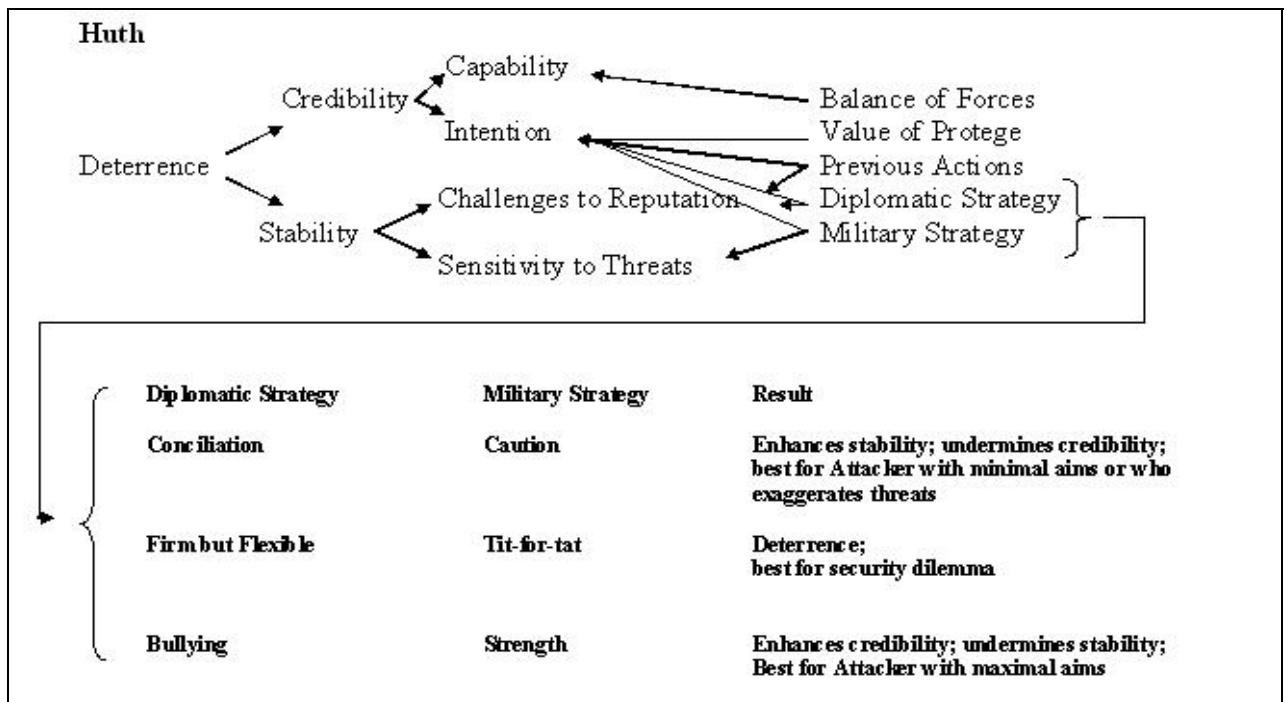 Huth
Capability
Credibility
Balance of Forces
Intention
Value of Protege
Deterrence
Previous Actions
Challenges to Reputation
Diplomatic Strategy
Stability
Military Strategy
Sensitivity to Threats
Diplomatic Strategy Military Strategy Result
Conciliation Caution Enhances stability; undermines credibility;
best for Attacker with minimal aims or who
exaggerates threats
Firm but Flexible Tit-for-tat Deterrence;
best for security dilemma
Bullying Strength Enhances credibility; undermines stability;
Best for Attacker with maximal aims